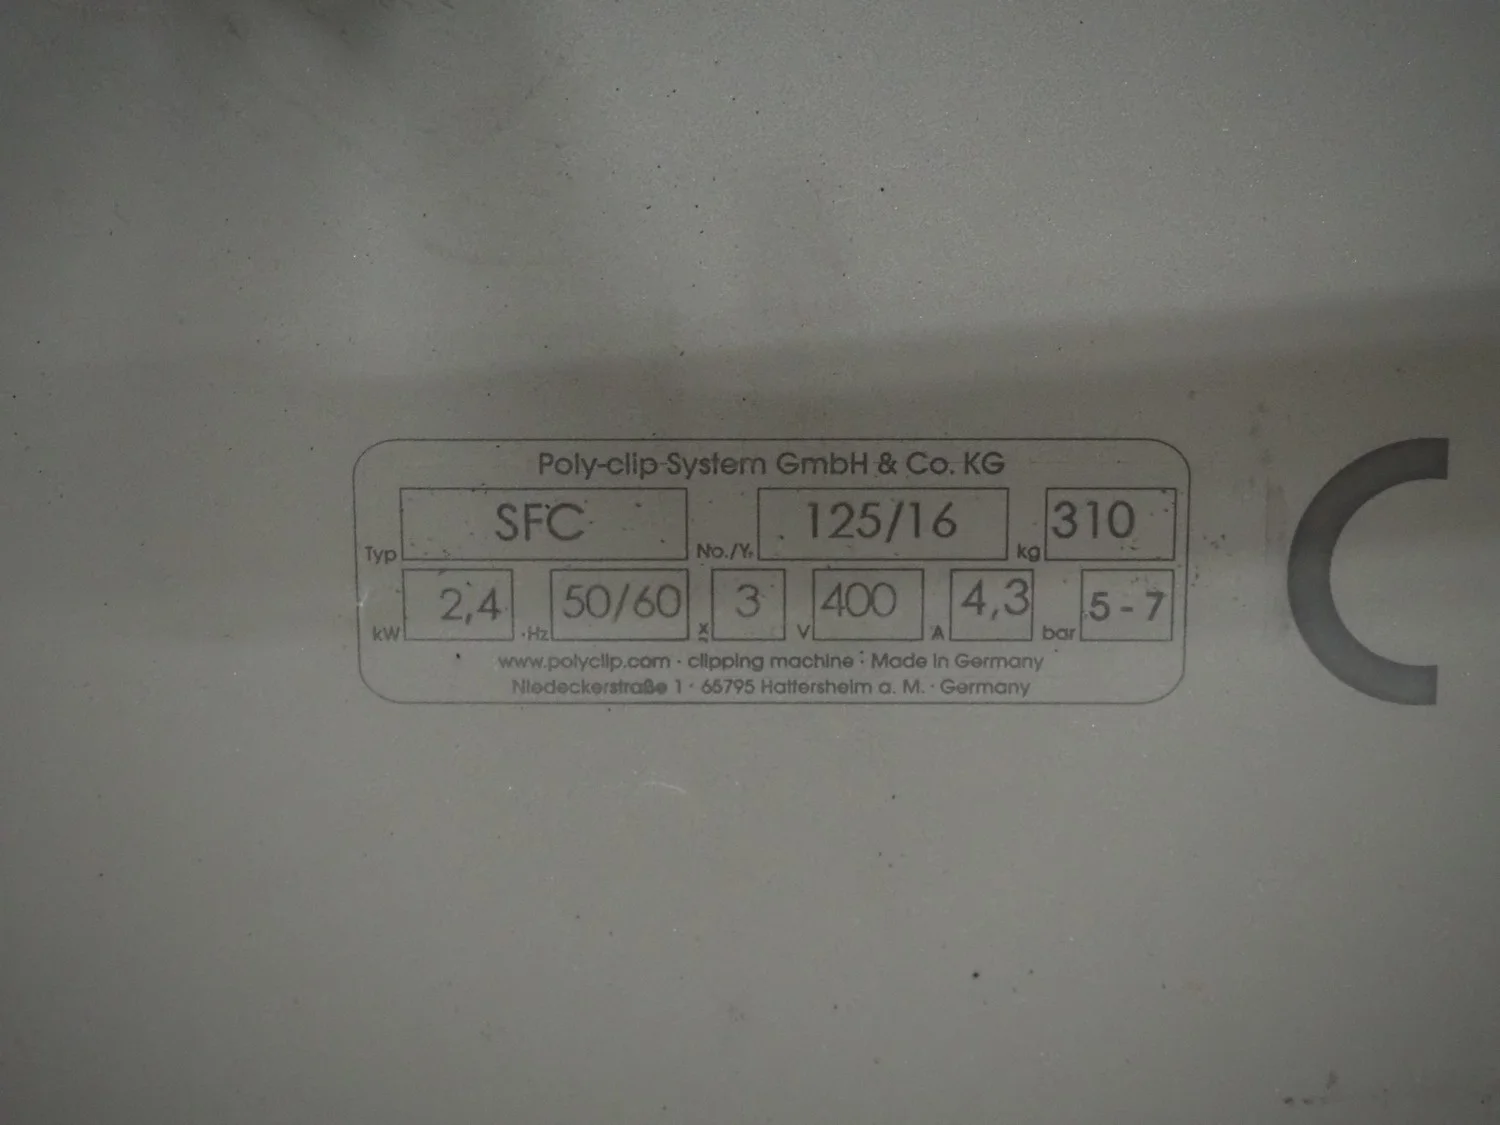 Poly-clip System GmbH & Co. KG
Typ SFC No./Y. 125/16 kg 310
kW 2,4 Hz 50/60 x 3 V 400 A 4,3 bar 5 - 7
www.polyclip.com · clipping machine · Made in Germany
Niedeckerstraße 1 · 65795 Hattersheim a. M. · Germany
C